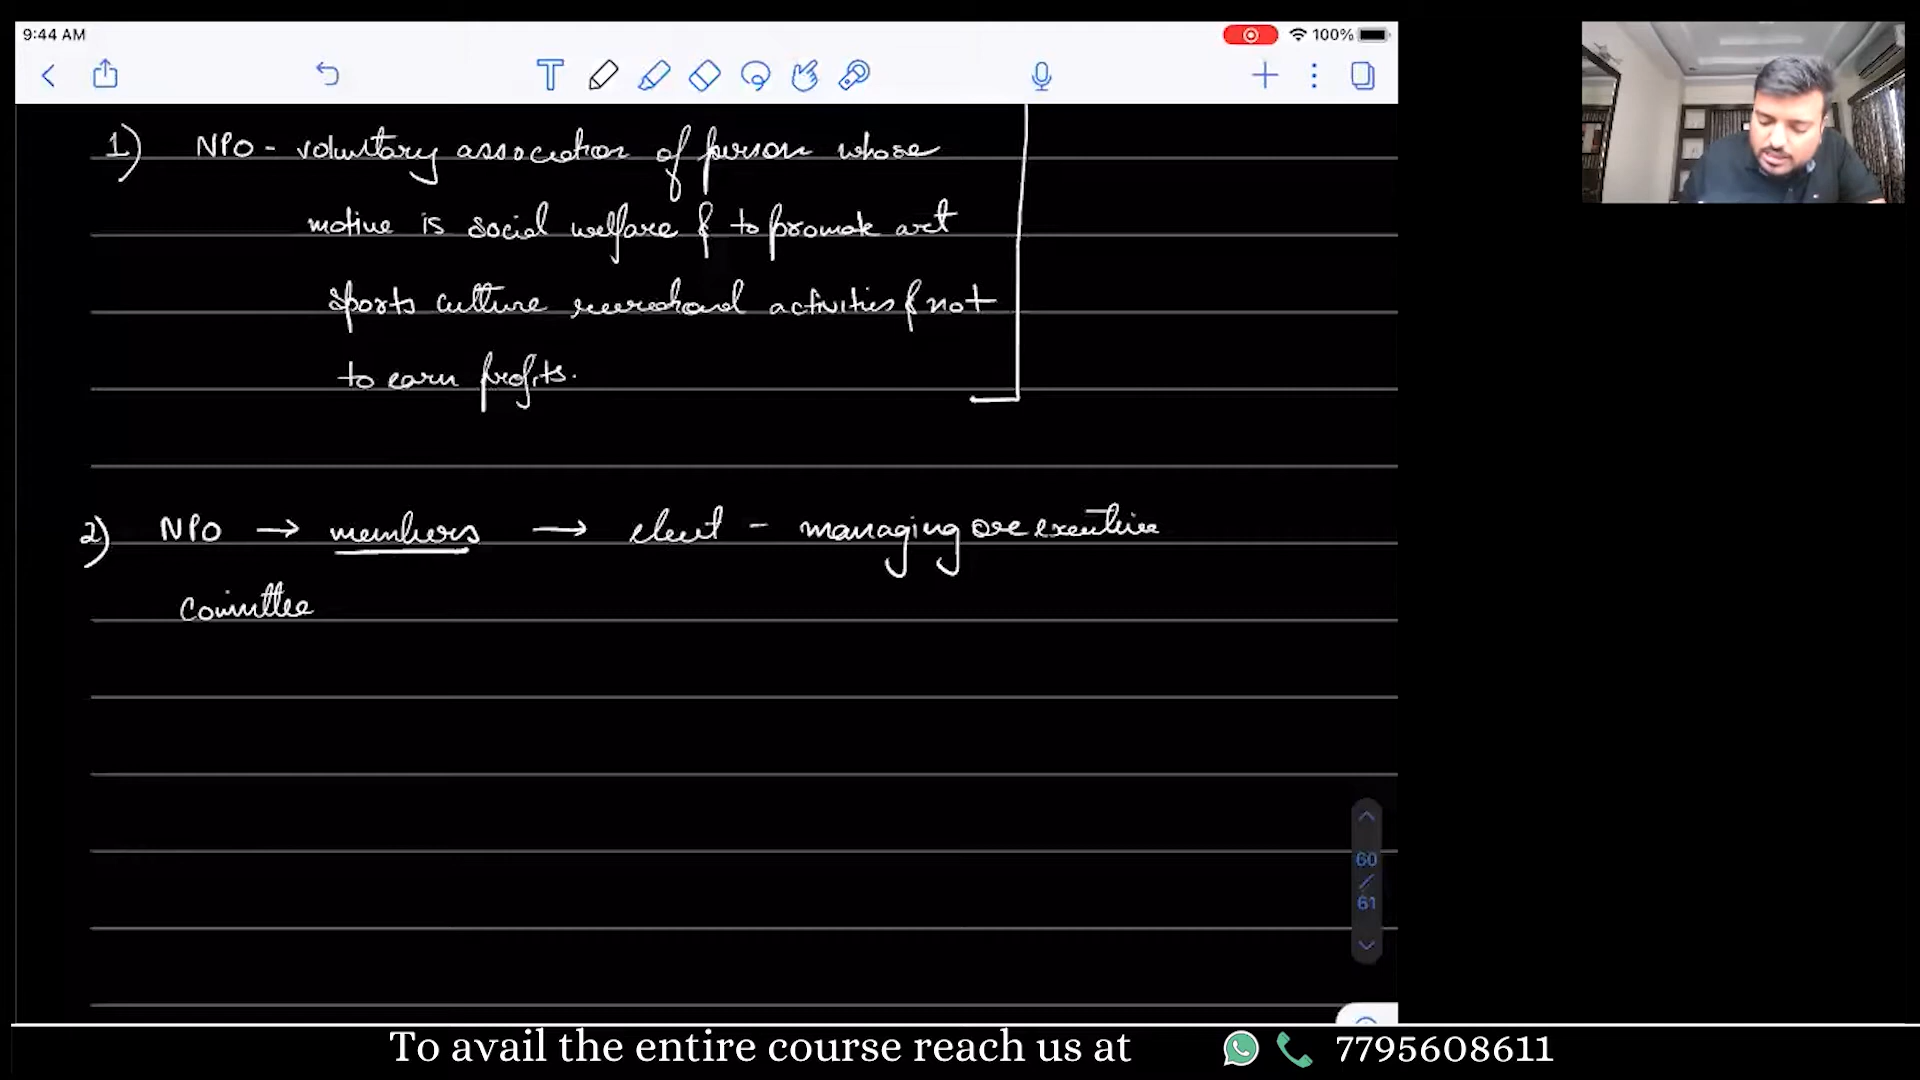 9:44 AM
100%
1) NPO - voluntary association of person whose
motive is social welfare & to promote art
sports culture recreational activities & not
to earn profits.
2) NPO → members → elect - managing or executive
Committee
60
/
61
To avail the entire course reach us at 7795608611